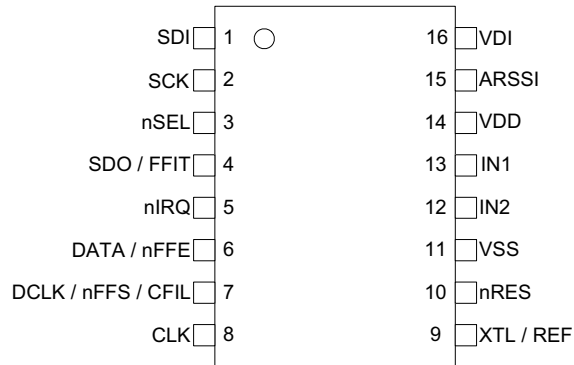 SDI 1 16 VDI
SCK 2 15 ARSSI
nSEL 3 14 VDD
SDO / FFIT 4 13 IN1
nIRQ 5 12 IN2
DATA / nFFE 6 11 VSS
DCLK / nFFS / CFIL 7 10 nRES
CLK 8 9 XTL / REF